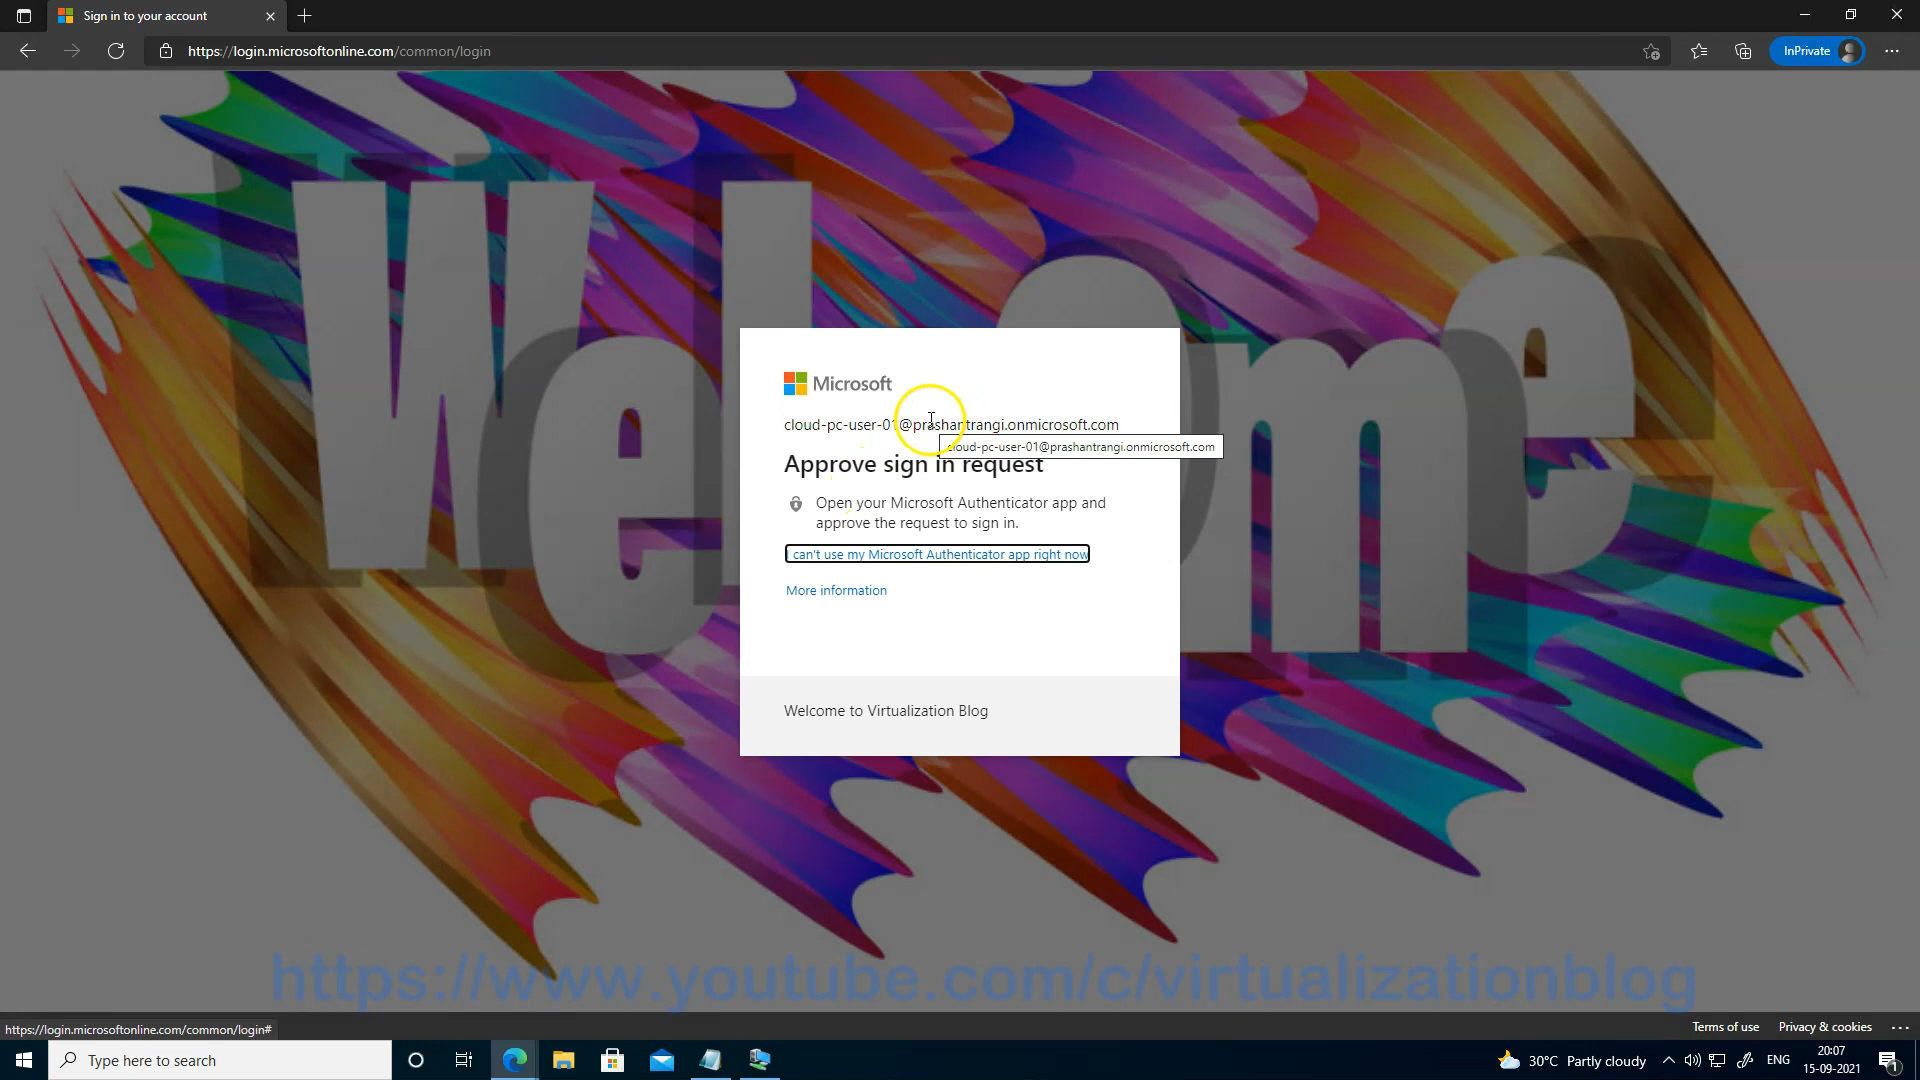 Sign in to your account
https://login.microsoftonline.com/common/login
InPrivate
Welcome
Microsoft
cloud-pc-user-01@prashantrangi.onmicrosoft.com
cloud-pc-user-01@prashantrangi.onmicrosoft.com
Approve sign in request
Open your Microsoft Authenticator app and
approve the request to sign in.
I can't use my Microsoft Authenticator app right now
More information
Welcome to Virtualization Blog
https://www.youtube.com/c/virtualizationblog
https://login.microsoftonline.com/common/login#
Terms of use
Privacy & cookies
Type here to search
30°C Partly cloudy
ENG
20:07
15-09-2021
1